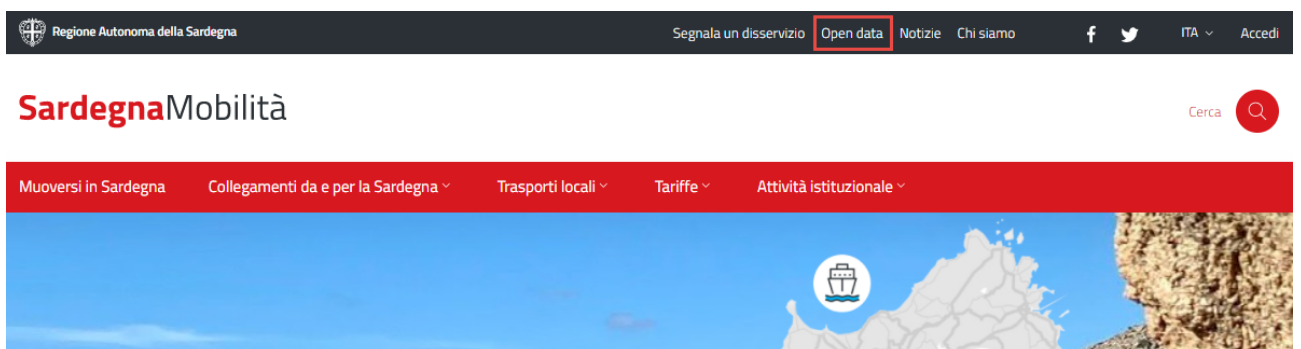 Regione Autonoma della Sardegna
Segnala un disservizio Open data Notizie Chi siamo ITA Accedi
SardegnaMobilità
Cerca
Muoversi in Sardegna Collegamenti da e per la Sardegna Trasporti locali Tariffe Attività istituzionale